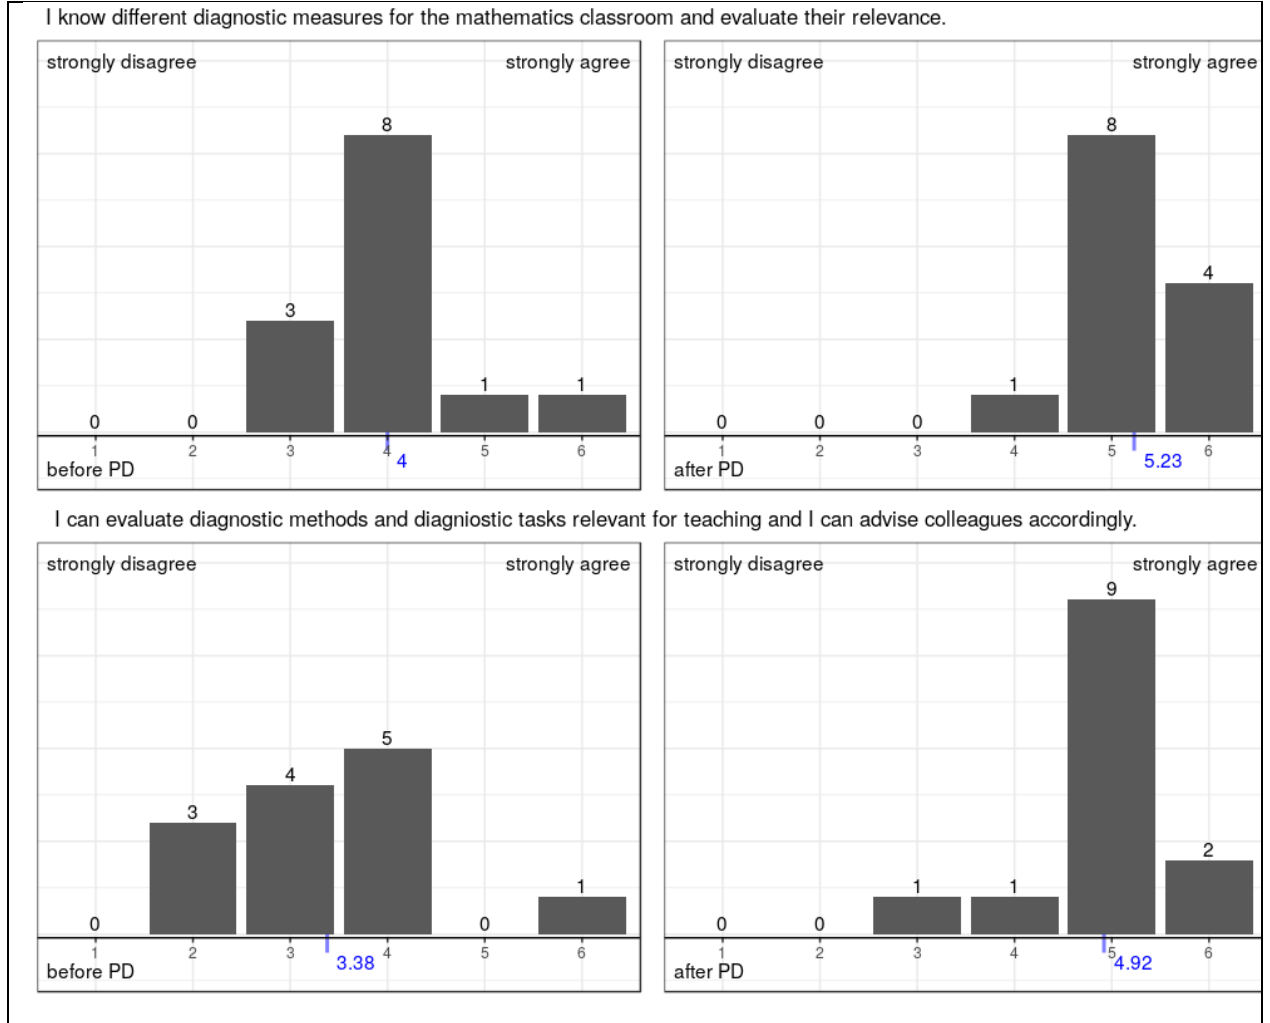 I know different diagnostic measures for the mathematics classroom and evaluate their relevance.
strongly disagree strongly agree strongly disagree strongly agree
8 8
4
3
1 1 1
0 0 0 0 0
1 2 3 4 5 6 1 2 3 4 5 6
4 5.23
before PD after PD
I can evaluate diagnostic methods and diagniostic tasks relevant for teaching and I can advise colleagues accordingly.
strongly disagree strongly agree strongly disagree strongly agree
9
5
4
3
2
1 1 1
0 0 0 0
1 2 3 4 5 6 1 2 3 4 5 6
3.38 4.92
before PD after PD